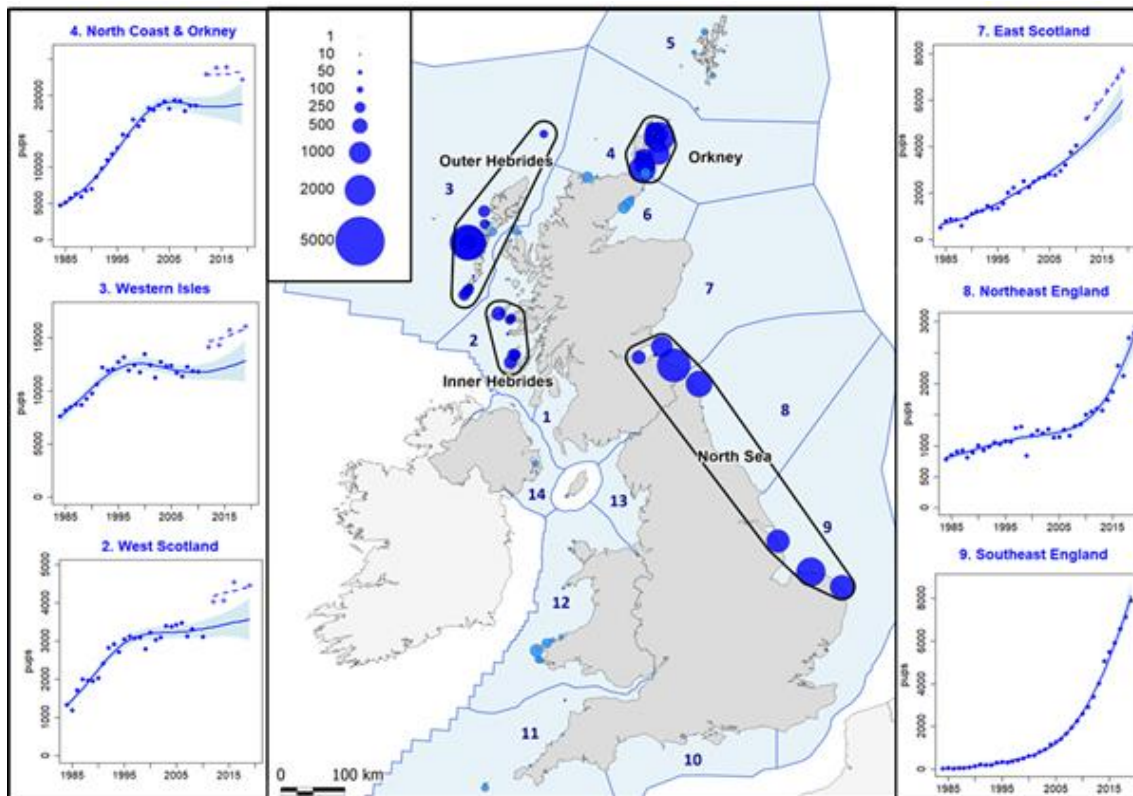 4. North Coast & Orkney
pups
0
5000
10000
15000
20000
1985 1995 2005 2015
3. Western Isles
pups
0
5000
10000
15000
1985 1995 2005 2015
2. West Scotland
pups
0
1000
2000
3000
4000
5000
1985 1995 2005 2015
1
10
50
100
250
500
1000
2000
5000
5
4
Orkney
Outer Hebrides
3
6
7
2
Inner Hebrides
1
8
North Sea
14
13
9
12
11
10
0 100 km
7. East Scotland
pups
0
2000
4000
6000
8000
1985 1995 2005 2015
8. Northeast England
pups
0
500
1000
1500
2000
3000
1985 1995 2005 2015
9. Southeast England
pups
0
2000
4000
6000
8000
1985 1995 2005 2015